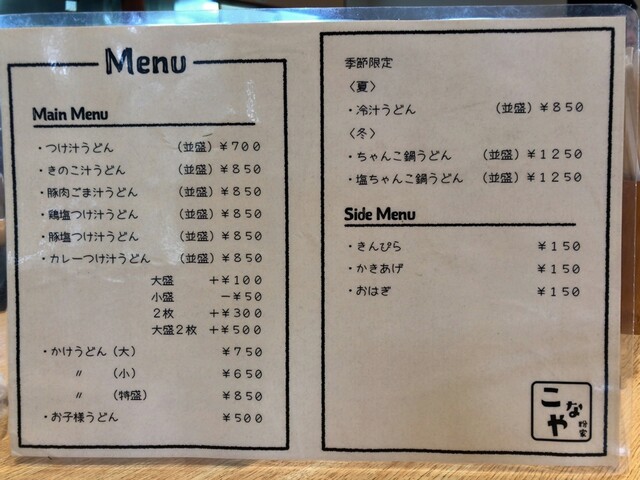 Menu
Main Menu
・つけ汁うどん (並盛) ¥700
・きのこ汁うどん (並盛) ¥850
・豚肉ごま汁うどん (並盛) ¥850
・鶏塩つけ汁うどん (並盛) ¥850
・豚塩つけ汁うどん (並盛) ¥850
・カレーつけ汁うどん (並盛) ¥850
大盛 +¥100
小盛 −¥50
2枚 +¥300
大盛2枚 +¥500
・かけうどん(大) ¥750
〃 (小) ¥650
〃 (特盛) ¥850
・お子様うどん ¥500
季節限定
〈夏〉
・冷汁うどん (並盛) ¥850
〈冬〉
・ちゃんこ鍋うどん (並盛) ¥1250
・塩ちゃんこ鍋うどん (並盛) ¥1250
Side Menu
・きんぴら ¥150
・かきあげ ¥150
・おはぎ ¥150
こなや
粉家